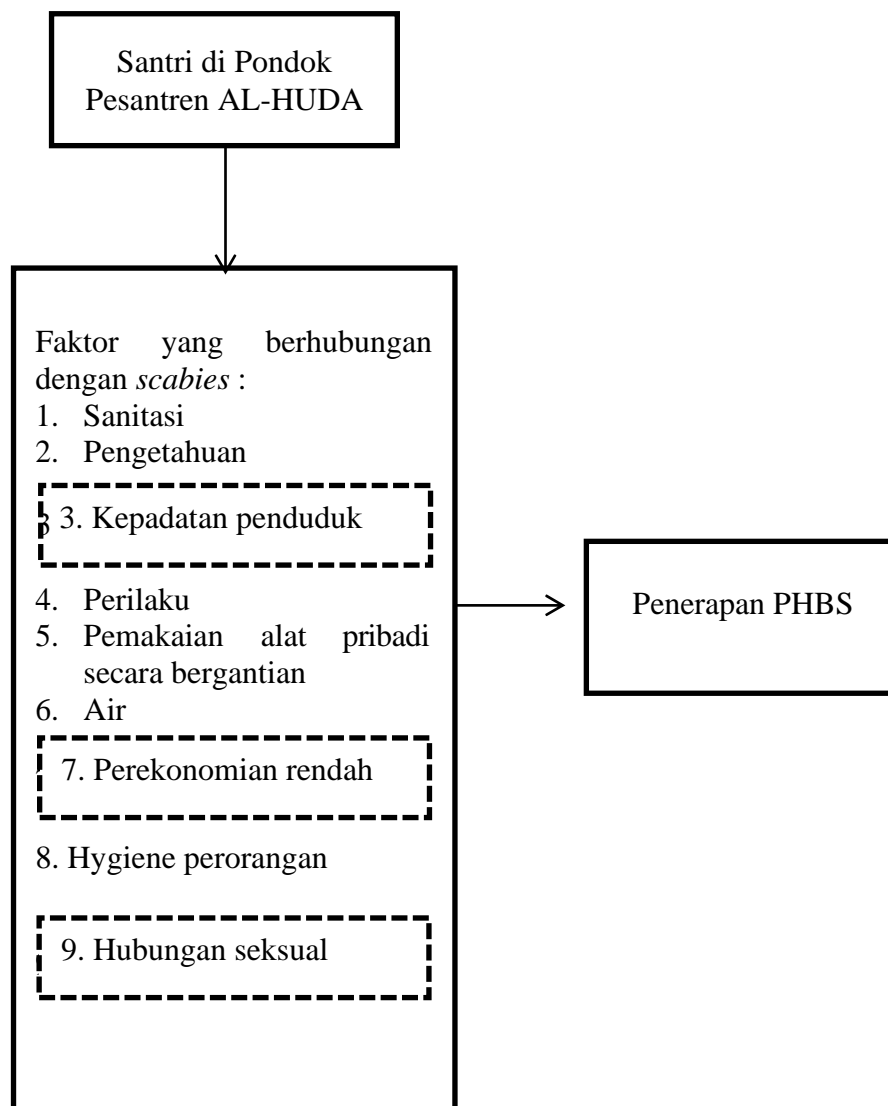 Santri di Pondok
Pesantren AL-HUDA
Faktor yang berhubungan
dengan scabies :
1. Sanitasi
2. Pengetahuan
3 3. Kepadatan penduduk
4. Perilaku
5. Pemakaian alat pribadi
secara bergantian
6. Air
7. Perekonomian rendah
8. Hygiene perorangan
9. Hubungan seksual
Penerapan PHBS